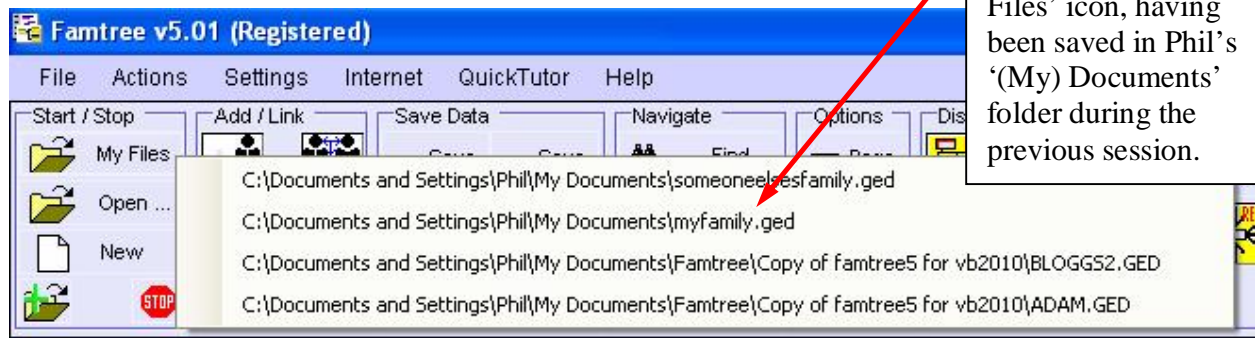 Famtree v5.01 (Registered)
Files’ icon, having
been saved in Phil’s
‘(My) Documents’
folder during the
previous session.
File Actions Settings Internet QuickTutor Help
Start / Stop Add / Link Save Data Navigate Options Dis
My Files
C:\Documents and Settings\Phil\My Documents\someoneelsesfamily.ged
Open ...
C:\Documents and Settings\Phil\My Documents\myfamily.ged
New
C:\Documents and Settings\Phil\My Documents\Famtree\Copy of famtree5 for vb2010\BLOGGS2.GED
STOP
C:\Documents and Settings\Phil\My Documents\Famtree\Copy of famtree5 for vb2010\ADAM.GED